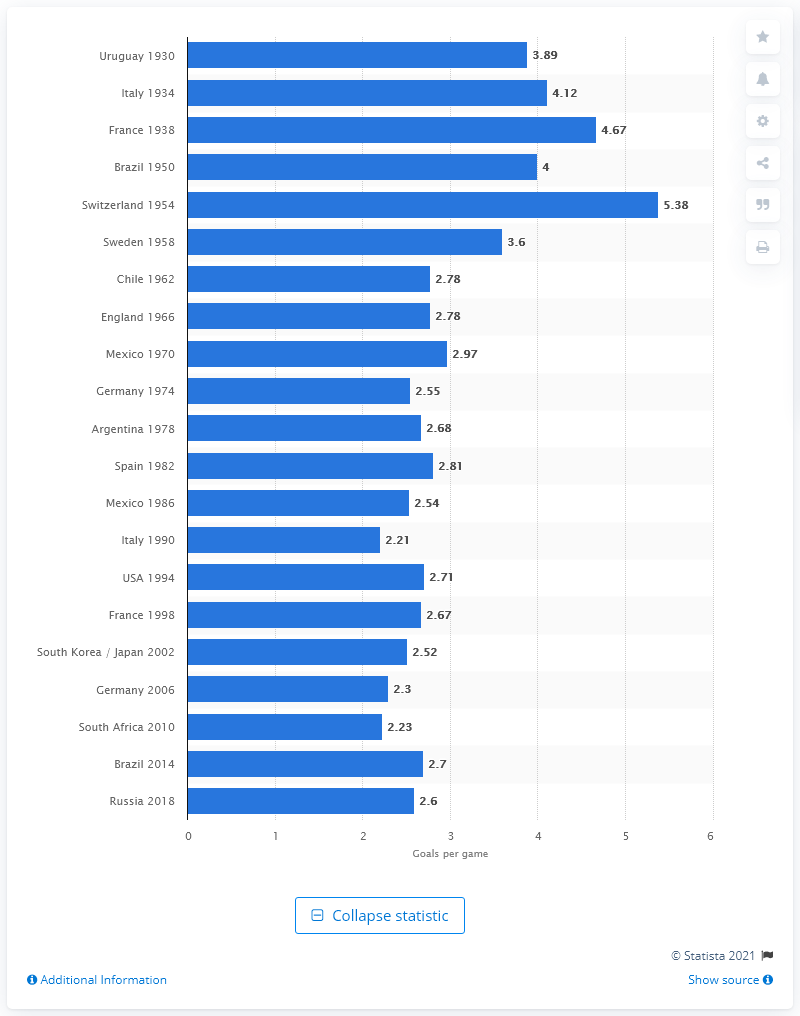 Uruguay 1930 3.89
Italy 1934 4.12
France 1938 4.67
Brazil 1950 4
Switzerland 1954 5.38
Sweden 1958 3.6
Chile 1962 2.78
England 1966 2.78
Mexico 1970 2.97
Germany 1974 2.55
Argentina 1978 2.68
Spain 1982 2.81
Mexico 1986 2.54
Italy 1990 2.21
USA 1994 2.71
France 1998 2.67
South Korea / Japan 2002 2.52
Germany 2006 2.3
South Africa 2010 2.23
Brazil 2014 2.7
Russia 2018 2.6
0 1 2 3 4 5 6
Goals per game
Collapse statistic
© Statista 2021
Additional Information Show source